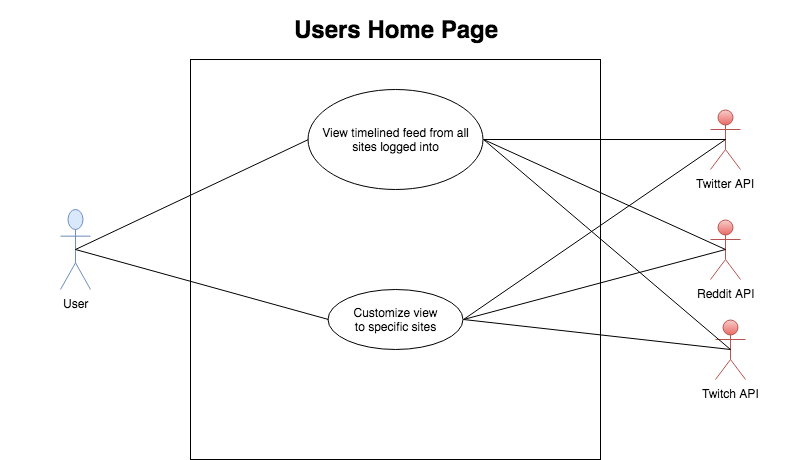 Users Home Page
View timelined feed from all
sites logged into
Twitter API
User
Customize view
to specific sites
Reddit API
Twitch API